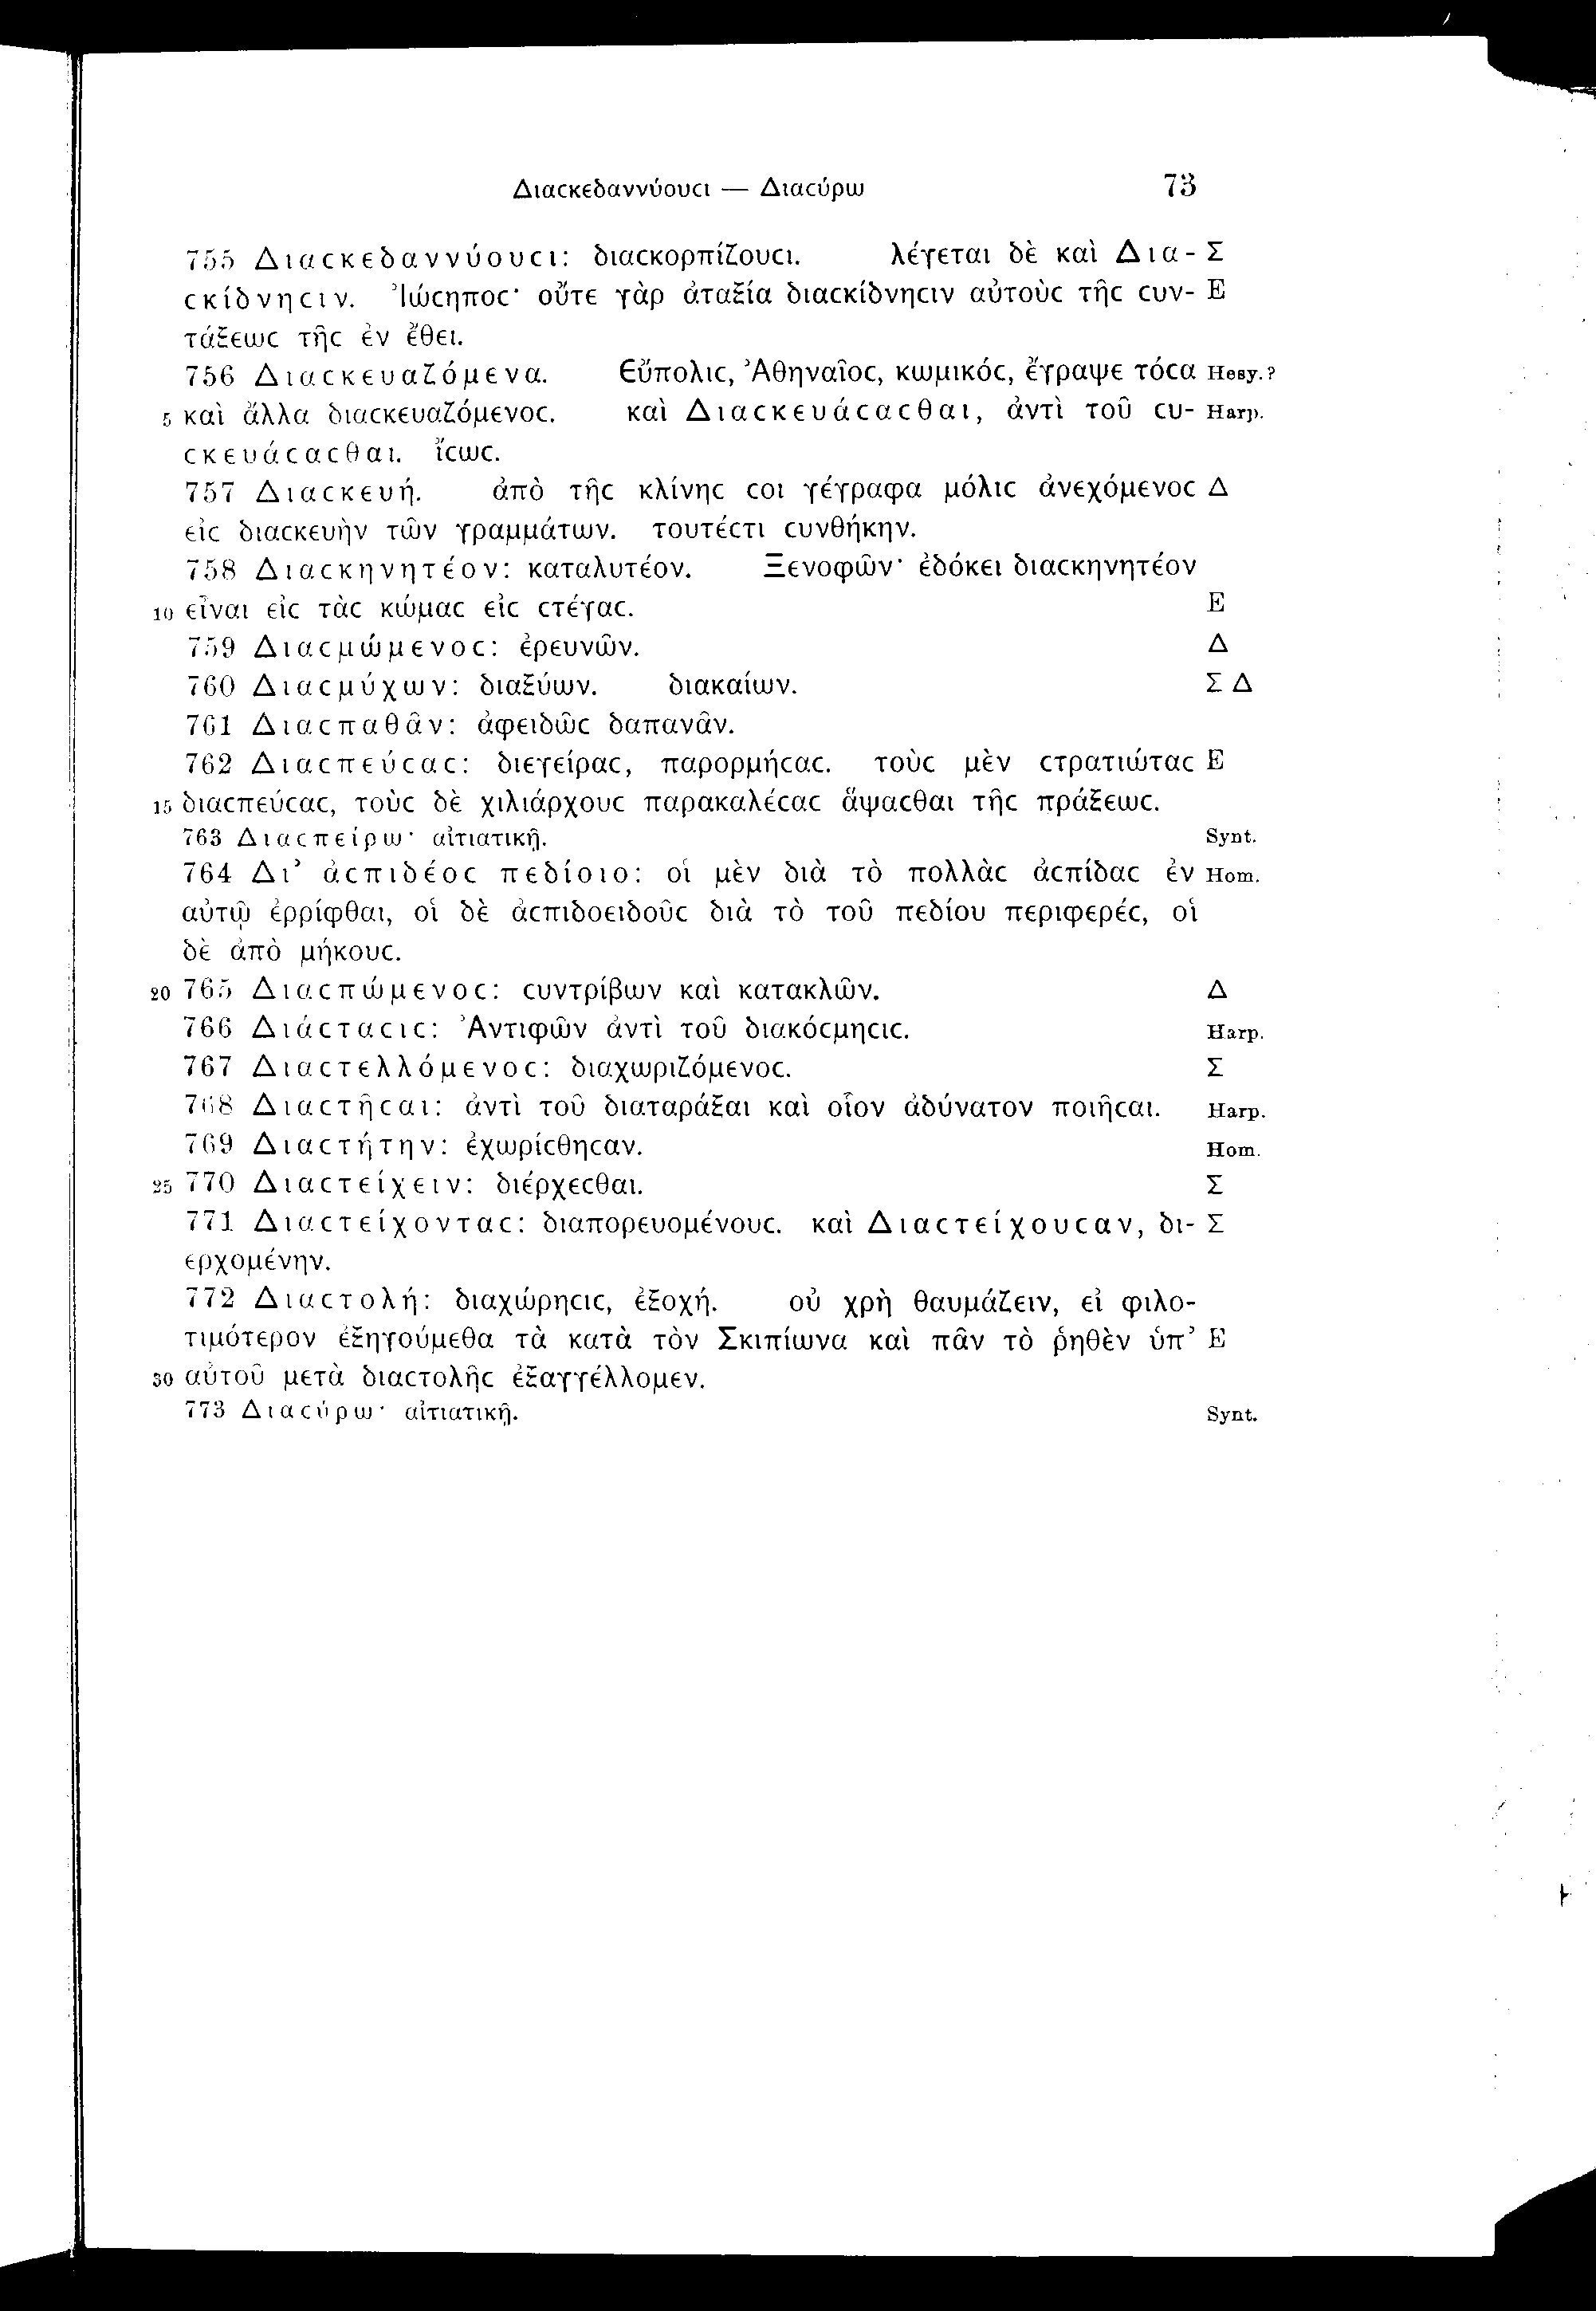 Διαϲκεδαννύουϲι — Διαϲύρω 73
755 Διαϲκεδαννύουϲι: διαϲκορπίζουϲι. λέγεται δὲ καὶ Δια- Σ
ϲκίδνηϲιν. Ἰώϲηποϲ· οὔτε γὰρ ἀταξία διαϲκίδνηϲιν αὐτοὺϲ τῆϲ ϲυν- E
τάξεωϲ τῆϲ ἐν ἔθει.
756 Διαϲκευαζόμενα. Εὔπολιϲ, Ἀθηναῖοϲ, κωμικόϲ, ἔγραψε τόϲα Hesy.?
5 καὶ ἄλλα διαϲκευαζόμενοϲ. καὶ Διαϲκευάϲαϲθαι, ἀντὶ τοῦ ϲυ- Harp.
ϲκευάϲαϲθαι. ἴϲωϲ.
757 Διαϲκευή. ἀπὸ τῆϲ κλίνηϲ ϲοι γέγραφα μόλιϲ ἀνεχόμενοϲ Δ
εἰϲ διαϲκευὴν τῶν γραμμάτων. τουτέϲτι ϲυνθήκην.
758 Διαϲκηνητέον: καταλυτέον. Ξενοφῶν· ἐδόκει διαϲκηνητέον
10 εἶναι εἰϲ τὰϲ κώμαϲ εἰϲ ϲτέγαϲ. E
759 Διαϲμώμενοϲ: ἐρευνῶν. Δ
760 Διαϲμύχων: διαξύων. διακαίων. Σ Δ
761 Διαϲπαθᾶν: ἀφειδῶϲ δαπανᾶν.
762 Διαϲπεύϲαϲ: διεγείραϲ, παρορμήϲαϲ. τοὺϲ μὲν ϲτρατιώταϲ E
15 διαϲπεύϲαϲ, τοὺϲ δὲ χιλιάρχουϲ παρακαλέϲαϲ ἅψαϲθαι τῆϲ πράξεωϲ.
763 Διαϲπείρω· αἰτιατικῇ. Synt.
764 Δι’ ἀϲπιδέοϲ πεδίοιο: οἱ μὲν διὰ τὸ πολλὰϲ ἀϲπίδαϲ ἐν Hom.
αὐτῷ ἐρρίφθαι, οἱ δὲ ἀϲπιδοειδοῦϲ διὰ τὸ τοῦ πεδίου περιφερέϲ, οἱ
δὲ ἀπὸ μήκουϲ.
20 765 Διαϲπώμενοϲ: ϲυντρίβων καὶ κατακλῶν. Δ
766 Διάϲταϲιϲ: Ἀντιφῶν ἀντὶ τοῦ διακόϲμηϲιϲ. Harp.
767 Διαϲτελλόμενοϲ: διαχωριζόμενοϲ. Σ
768 Διαϲτῆϲαι: ἀντὶ τοῦ διαταράξαι καὶ οἷον ἀδύνατον ποιῆϲαι. Harp.
769 Διαϲτήτην: ἐχωρίϲθηϲαν. Hom.
25 770 Διαϲτείχειν: διέρχεϲθαι. Σ
771 Διαϲτείχονταϲ: διαπορευομένουϲ. καὶ Διαϲτείχουϲαν, δι- Σ
ερχομένην.
772 Διαϲτολή: διαχώρηϲιϲ, ἐξοχή. οὐ χρὴ θαυμάζειν, εἰ φιλο-
τιμότερον ἐξηγούμεθα τὰ κατὰ τὸν Σκιπίωνα καὶ πᾶν τὸ ῥηθὲν ὑπ’ E
30 αὐτοῦ μετὰ διαϲτολῆϲ ἐξαγγέλλομεν.
773 Διαϲύρω· αἰτιατικῇ. Synt.